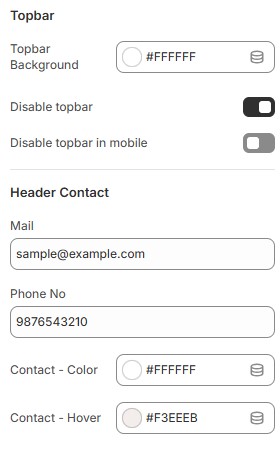 Topbar
Topbar
Background
#FFFFFF
Disable topbar
Disable topbar in mobile
Header Contact
Mail
sample@example.com
Phone No
9876543210
Contact - Color
#FFFFFF
Contact - Hover
#F3EEEB